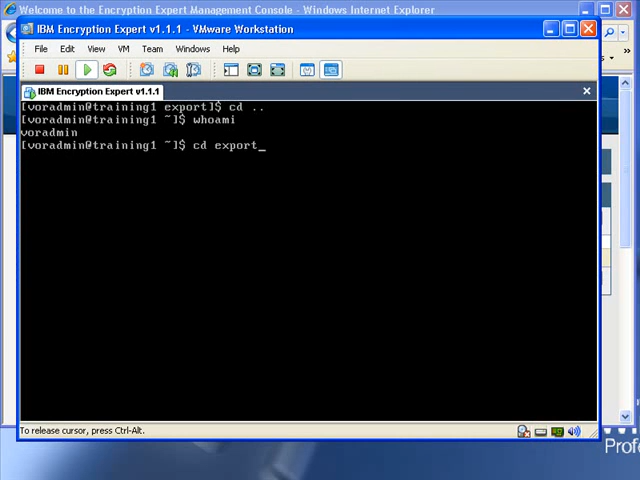 Welcome to the Encryption Expert Management Console - Windows Internet Explorer
IBM Encryption Expert v1.1.1 - VMware Workstation
File Edit View VM Team Windows Help
IBM Encryption Expert v1.1.1
[voradmin@training1 export]$ cd ..
[voradmin@training1 ~]$ whoami
voradmin
[voradmin@training1 ~]$ cd export_
To release cursor, press Ctrl-Alt.